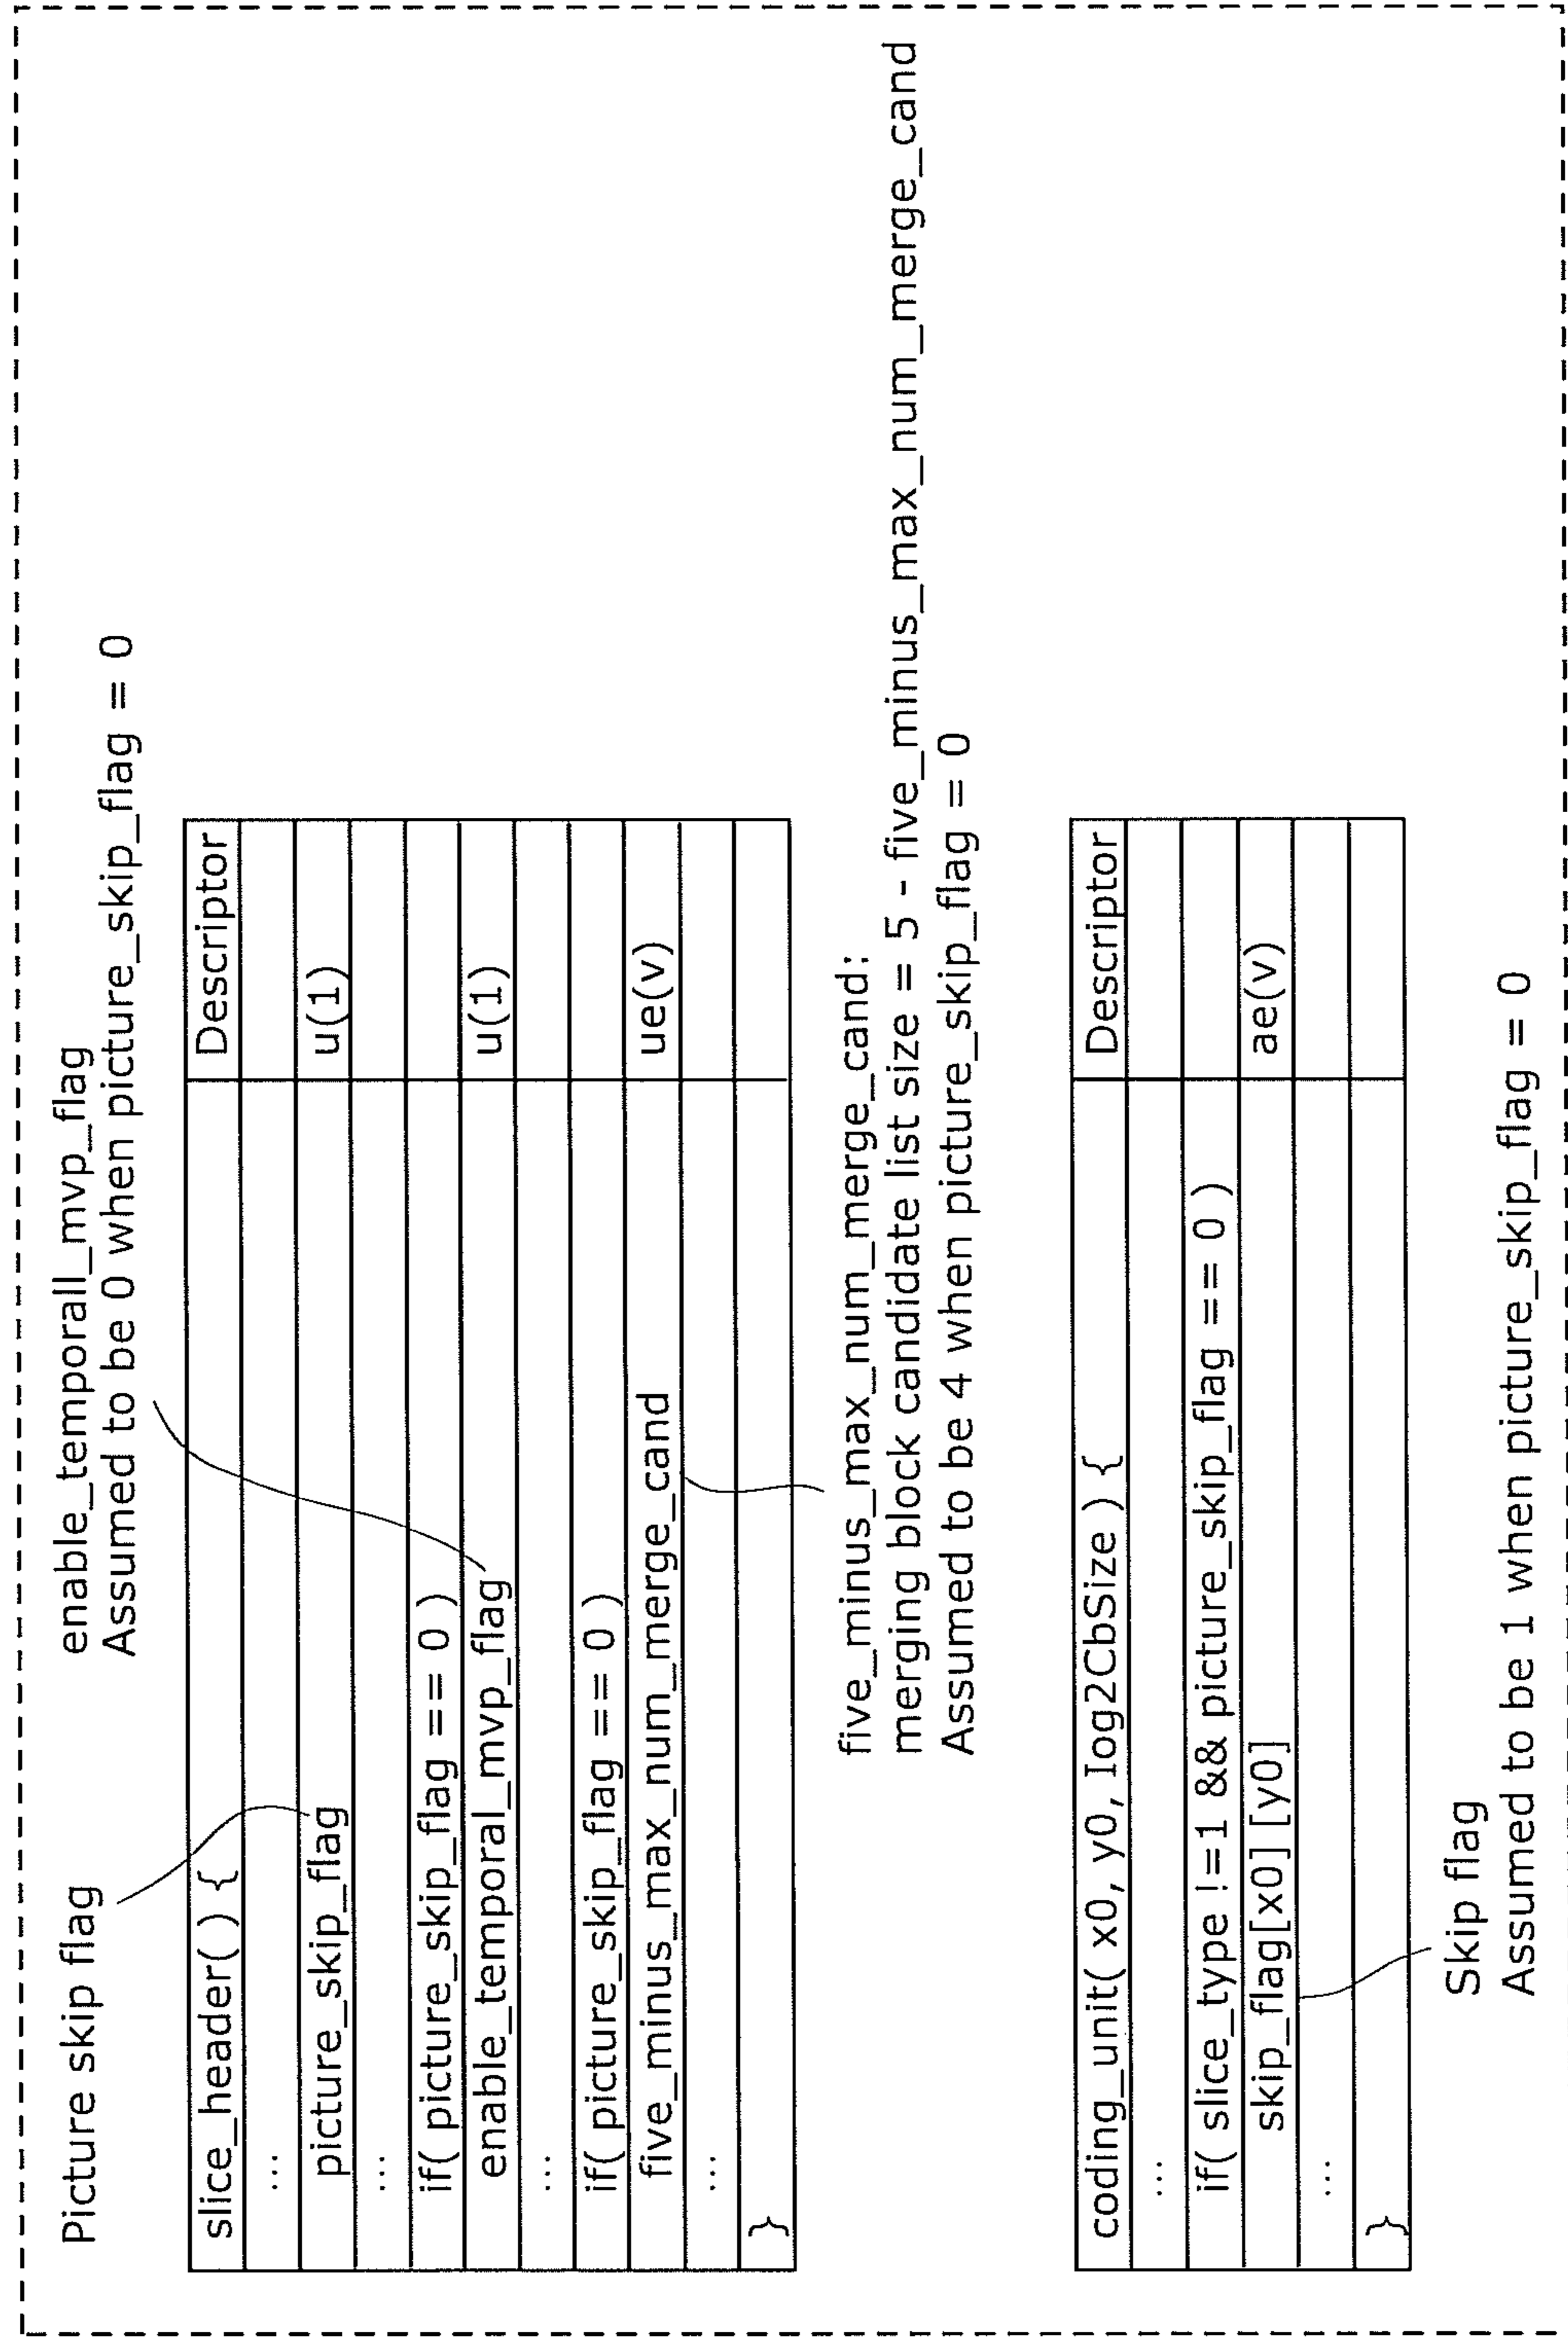 Picture skip flag
enable_temporall_mvp_flag
Assumed to be 0 when picture_skip_flag = 0
slice_header( ) { Descriptor
...
picture_skip_flag u(1)
...
if( picture_skip_flag == 0 )
enable_temporal_mvp_flag u(1)
...
if( picture_skip_flag == 0 )
five_minus_max_num_merge_cand ue(v)
...
}
five_minus_max_num_merge_cand:
merging block candidate list size = 5 - five_minus_max_num_merge_cand
Assumed to be 4 when picture_skip_flag = 0
coding_unit( x0, y0, Iog2CbSize ) { Descriptor
...
if( slice_type !=1 && picture_skip_flag == 0 )
skip_flag[x0] [y0] ae(v)
...
}
Skip flag
Assumed to be 1 when picture_skip_flag = 0